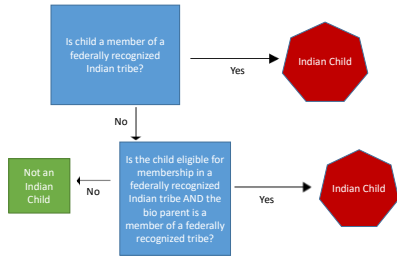 Is child a member of a
federally recognized
Indian tribe?
Yes
Indian Child
No
Is the child eligible for
membership in a
federally recognized
Indian tribe AND the
bio parent is a
member of a federally
recognized tribe?
No
Not an
Indian
Child
Yes
Indian Child